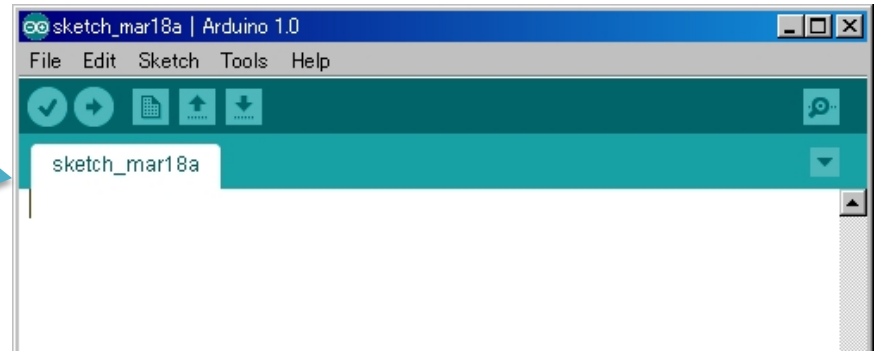 sketch_mar18a | Arduino 1.0
File Edit Sketch Tools Help
sketch_mar18a